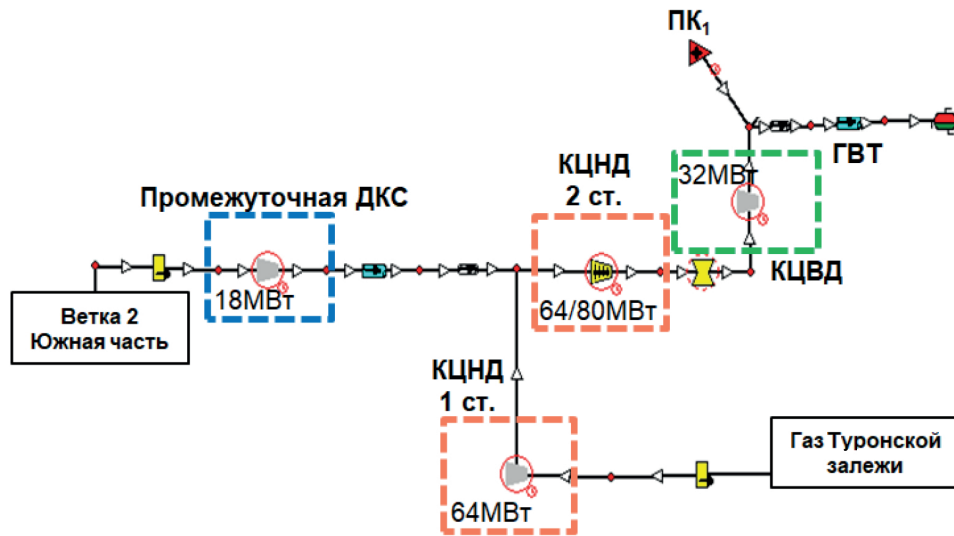 ПК₁
ГВТ
32МВт
КЦВД
КЦНД
2 ст.
64/80МВт
Промежуточная ДКС
18МВт
Ветка 2
Южная часть
КЦНД
1 ст.
64МВт
Газ Туронской
залежи